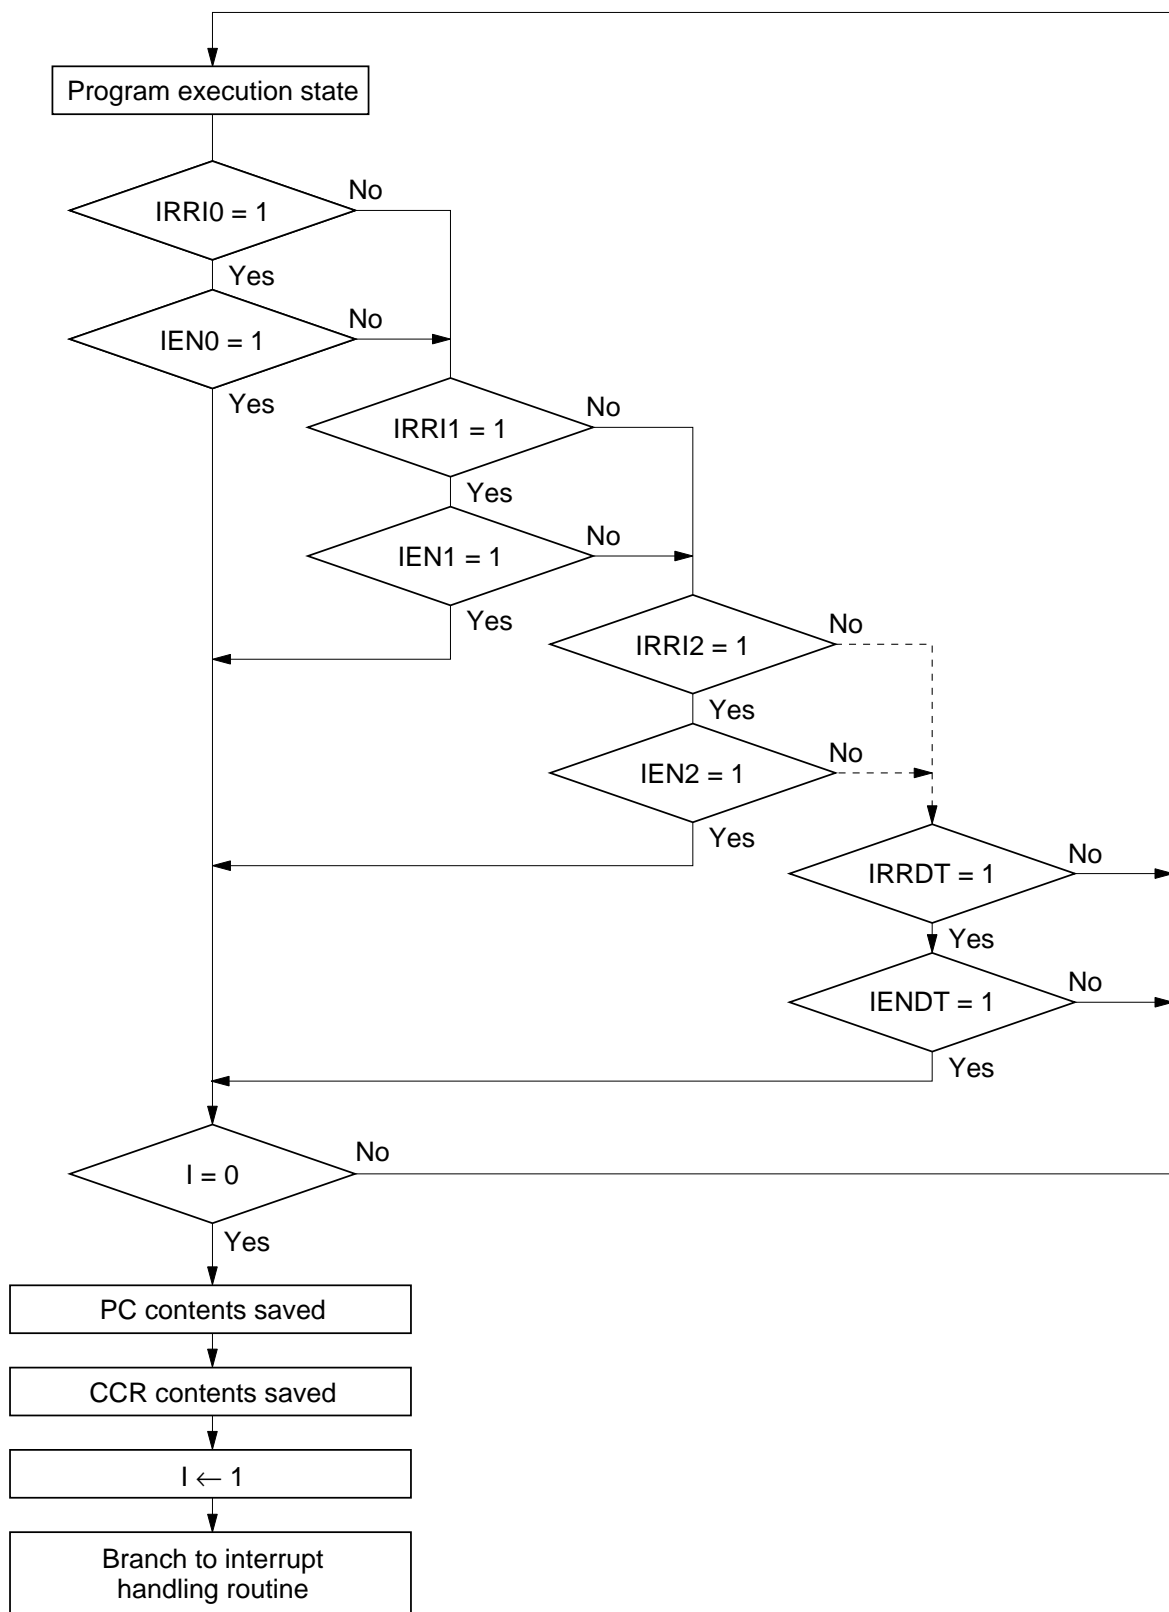 Program execution state
No
IRRI0 = 1
Yes
No
IEN0 = 1
Yes
No
IRRI1 = 1
Yes
No
IEN1 = 1
Yes
No
IRRI2 = 1
Yes
No
IEN2 = 1
Yes
No
IRRDT = 1
Yes
No
IENDT = 1
Yes
No
I = 0
Yes
PC contents saved
CCR contents saved
I ← 1
Branch to interrupt
handling routine